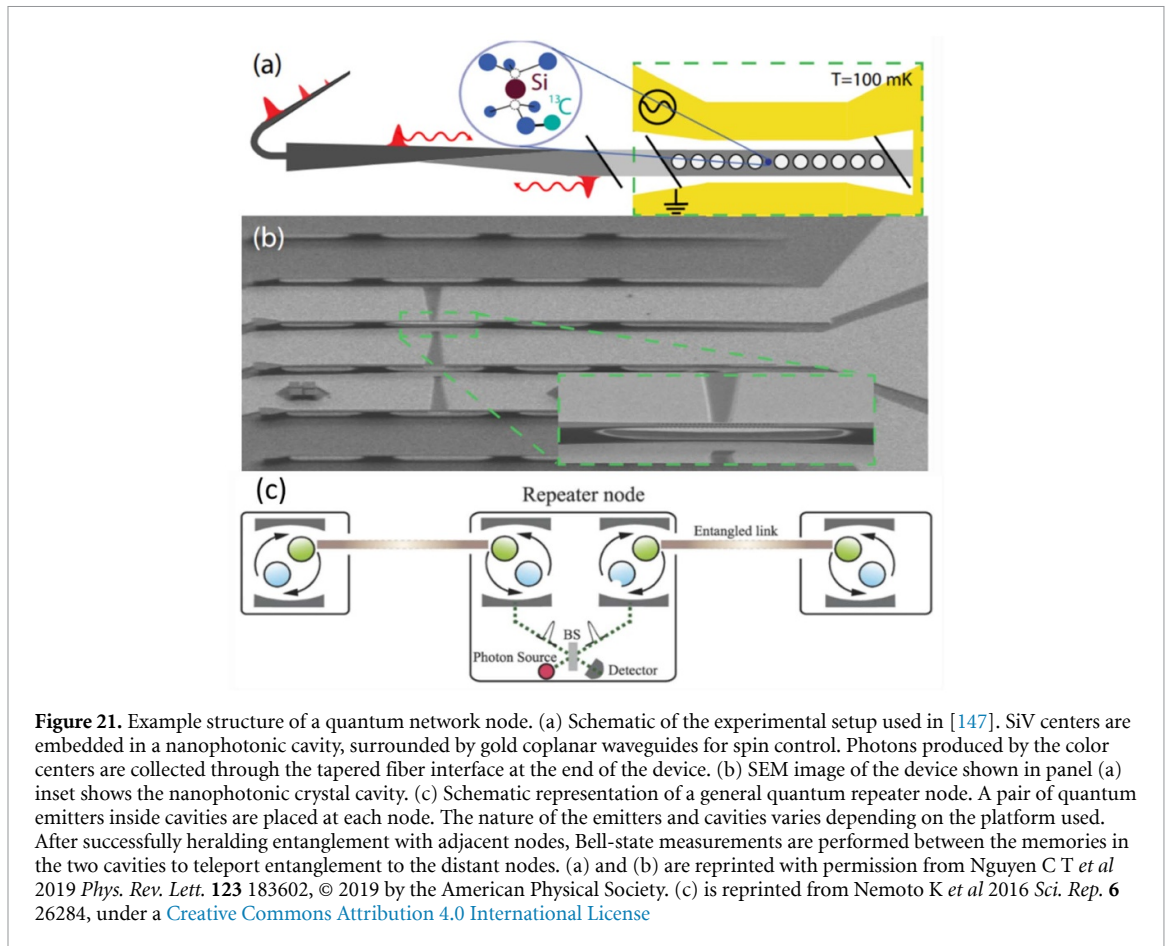 (a)
T=100 mK
Si
¹³C
(b)
(c)
Repeater node
Entangled link
BS
Photon Source
Detector
Figure 21. Example structure of a quantum network node. (a) Schematic of the experimental setup used in [147]. SiV centers are
embedded in a nanophotonic cavity, surrounded by gold coplanar waveguides for spin control. Photons produced by the color
centers are collected through the tapered fiber interface at the end of the device. (b) SEM image of the device shown in panel (a)
inset shows the nanophotonic crystal cavity. (c) Schematic representation of a general quantum repeater node. A pair of quantum
emitters inside cavities are placed at each node. The nature of the emitters and cavities varies depending on the platform used.
After successfully heralding entanglement with adjacent nodes, Bell-state measurements are performed between the memories in
the two cavities to teleport entanglement to the distant nodes. (a) and (b) are reprinted with permission from Nguyen C T et al
2019 Phys. Rev. Lett. 123 183602, © 2019 by the American Physical Society. (c) is reprinted from Nemoto K et al 2016 Sci. Rep. 6
26284, under a Creative Commons Attribution 4.0 International License